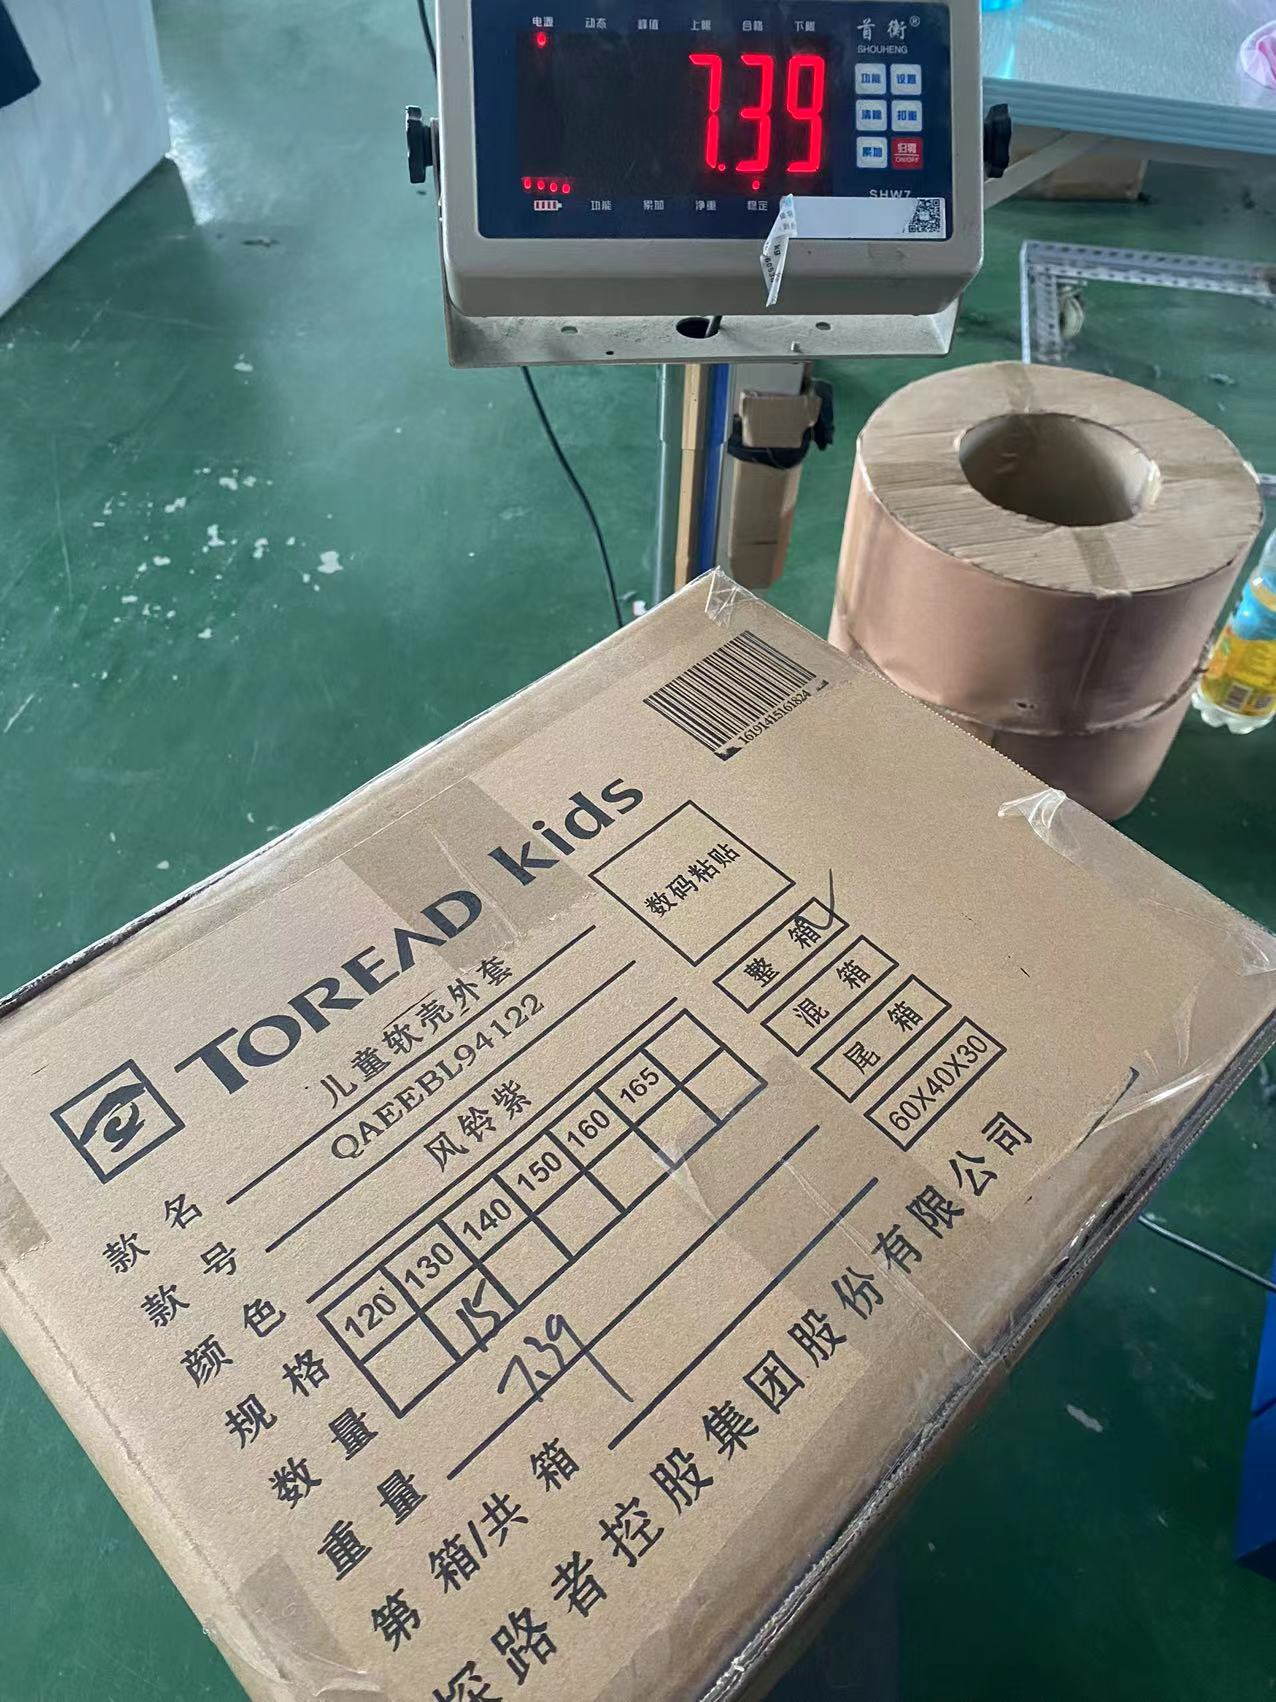 电源 动态 峰值 上限 合格 下限
首衡®
SHOUHENG
7.39
功能 设置
清除 扣重
累加 归零
ON/OFF
SHW7
功能 累加 净重 稳定
16191415161824
TOREAD kids
数码粘贴
整箱
混箱
尾箱
60X40X30
款名 儿童软壳外套
款号 QAEEBL94122
颜色 风铃紫
规格 120 130 140 150 160 165
数量 15
重量 7.39
第 箱/共 箱
探路者控股集团股份有限公司